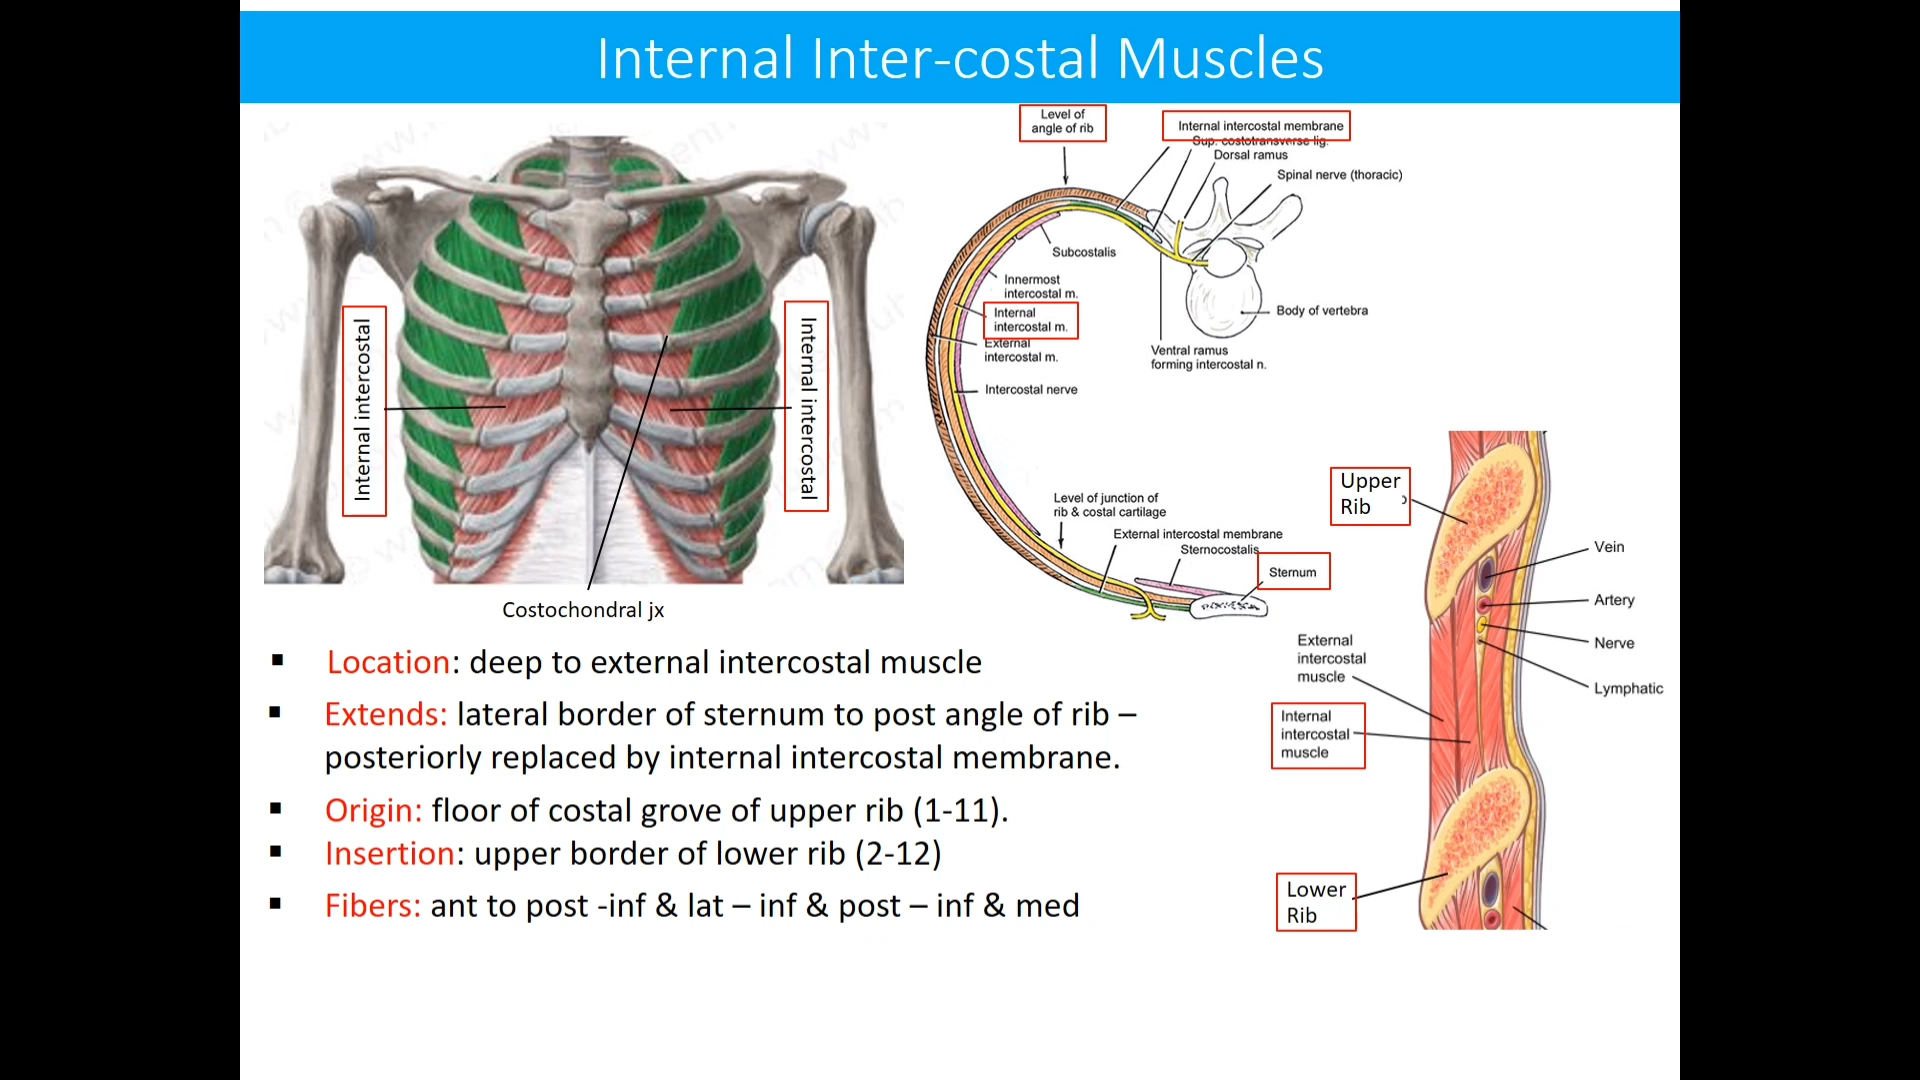 Internal Inter-costal Muscles
Internal intercostal
Internal intercostal
Costochondral jx
Level of
angle of rib
Internal intercostal membrane
Sup. costotransverse lig.
Dorsal ramus
Spinal nerve (thoracic)
Subcostalis
Innermost
intercostal m.
Internal
intercostal m.
External
intercostal m.
Intercostal nerve
Body of vertebra
Ventral ramus
forming intercostal n.
Level of junction of
rib & costal cartilage
External intercostal membrane
Sternocostalis
Sternum
Upper
Rib
Vein
Artery
Nerve
Lymphatic
External
intercostal
muscle
Internal
intercostal
muscle
Lower
Rib
▪ Location: deep to external intercostal muscle
▪ Extends: lateral border of sternum to post angle of rib –
posteriorly replaced by internal intercostal membrane.
▪ Origin: floor of costal grove of upper rib (1-11).
▪ Insertion: upper border of lower rib (2-12)
▪ Fibers: ant to post -inf & lat – inf & post – inf & med